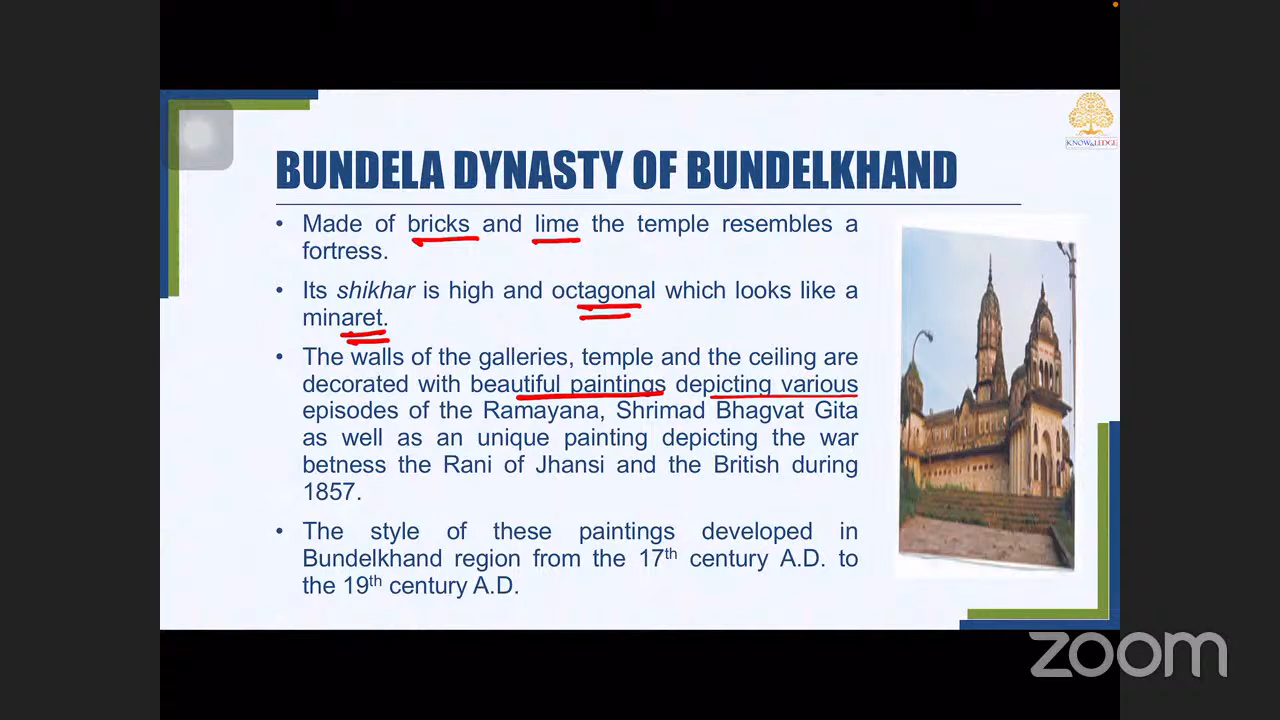 KNOWLEDGE
BUNDELA DYNASTY OF BUNDELKHAND
• Made of bricks and lime the temple resembles a
fortress.
• Its shikhar is high and octagonal which looks like a
minaret.
• The walls of the galleries, temple and the ceiling are
decorated with beautiful paintings depicting various
episodes of the Ramayana, Shrimad Bhagvat Gita
as well as an unique painting depicting the war
betness the Rani of Jhansi and the British during
1857.
• The style of these paintings developed in
Bundelkhand region from the 17th century A.D. to
the 19th century A.D.
zoom